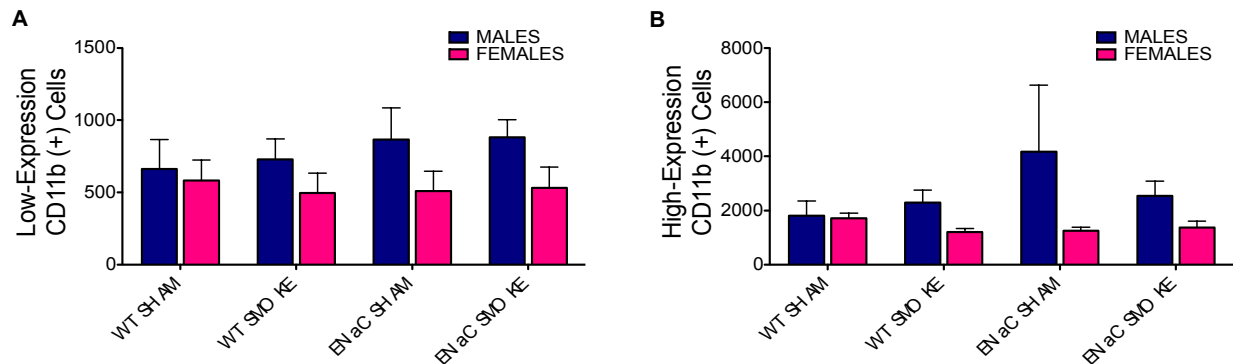 A
Low-Expression
CD11b (+) Cells
1500
1000
500
0
MALES
FEMALES
WT SHAM
WT SMOKE
ENaC SHAM
ENaC SMOKE
B
High-Expression
CD11b (+) Cells
8000
6000
4000
2000
0
MALES
FEMALES
WT SHAM
WT SMOKE
ENaC SHAM
ENaC SMOKE